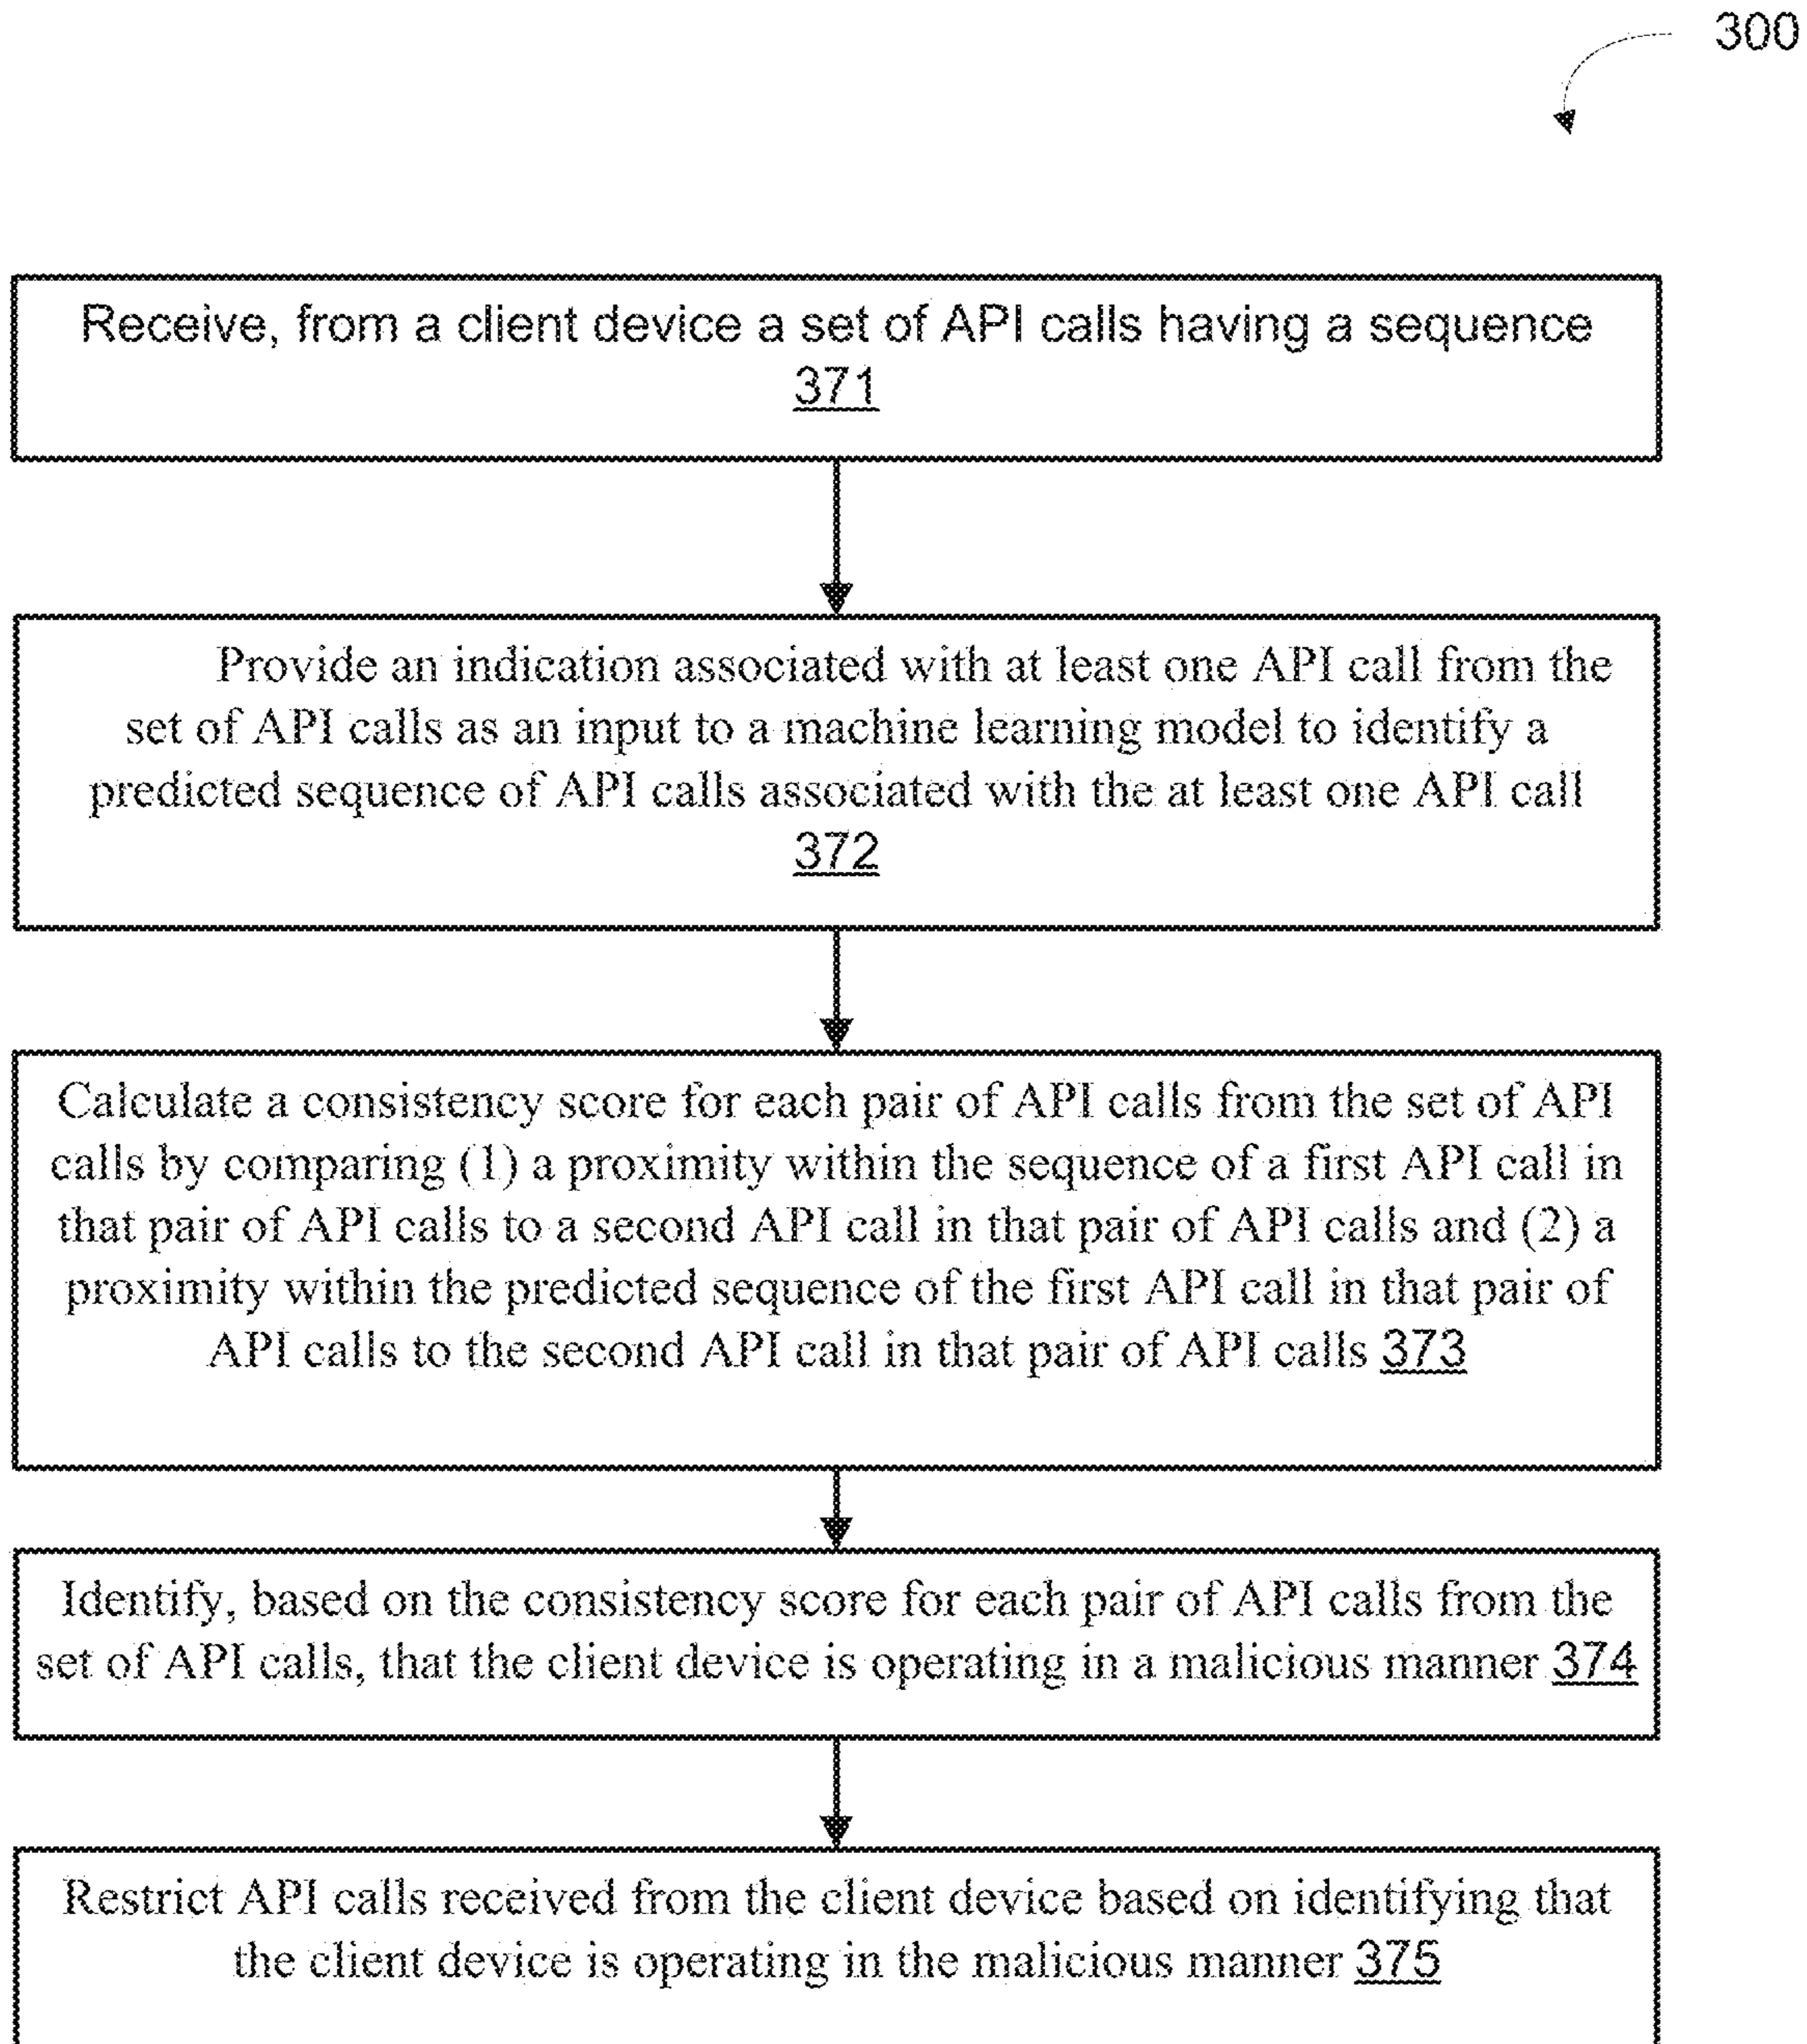 300
Receive, from a client device a set of API calls having a sequence
371
Provide an indication associated with at least one API call from the
set of API calls as an input to a machine learning model to identify a
predicted sequence of API calls associated with the at least one API call
372
Calculate a consistency score for each pair of API calls from the set of API
calls by comparing (1) a proximity within the sequence of a first API call in
that pair of API calls to a second API call in that pair of API calls and (2) a
proximity within the predicted sequence of the first API call in that pair of
API calls to the second API call in that pair of API calls 373
Identify, based on the consistency score for each pair of API calls from the
set of API calls, that the client device is operating in a malicious manner 374
Restrict API calls received from the client device based on identifying that
the client device is operating in the malicious manner 375